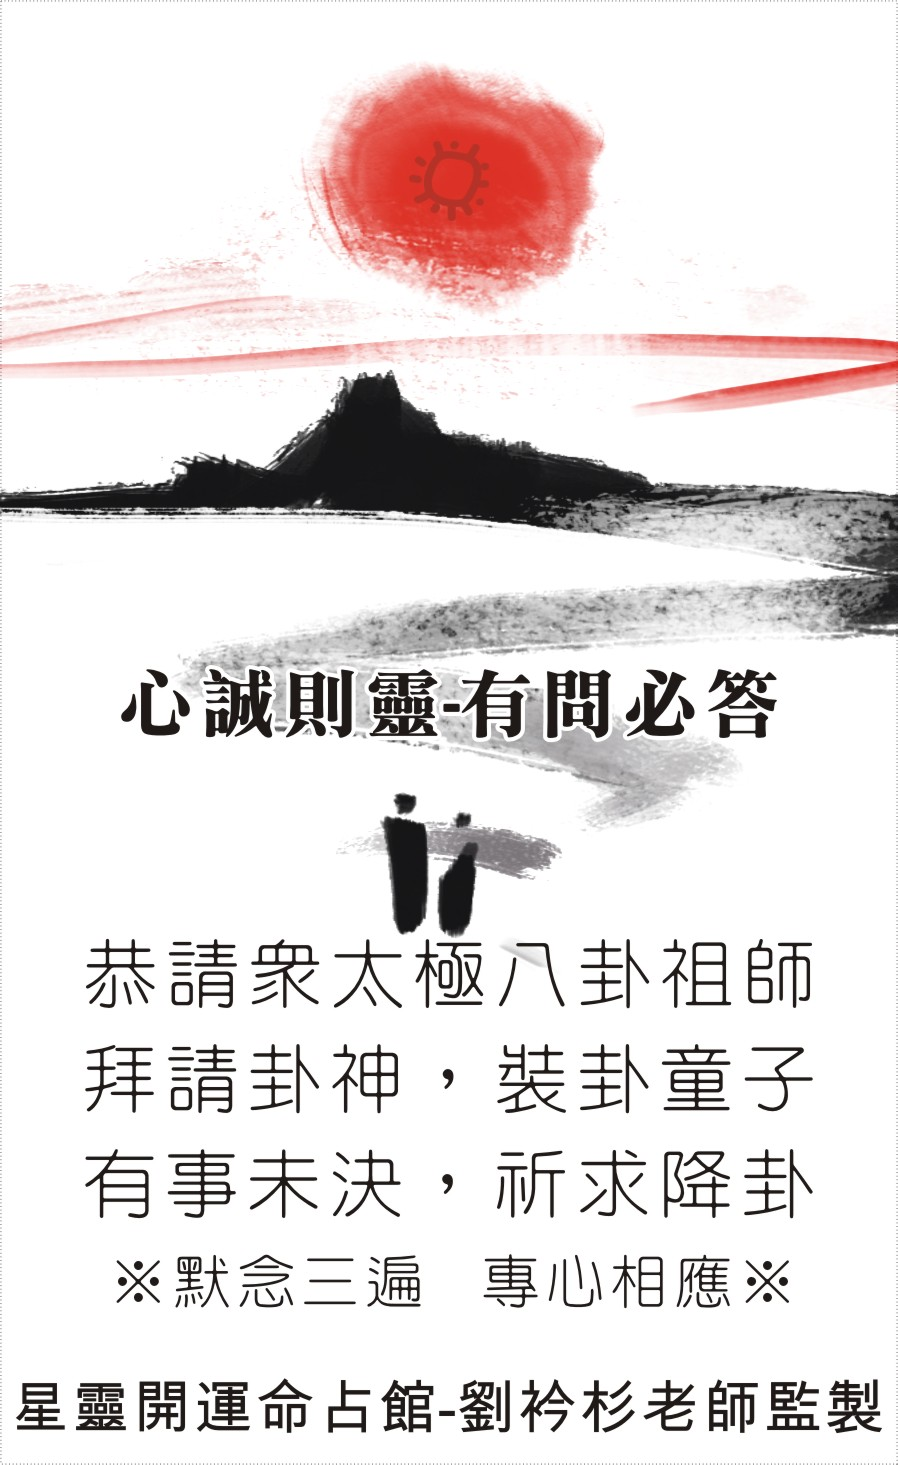 心誠則靈-有問必答
恭請眾太極八卦祖師
拜請卦神，裝卦童子
有事未決，祈求降卦
※默念三遍　專心相應※
星靈開運命占館-劉衿杉老師監製